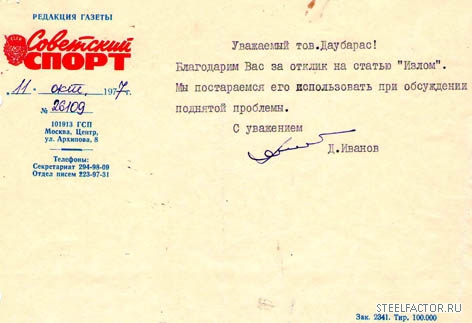 РЕДАКЦИЯ ГАЗЕТЫ
Советский
СПОРТ
11 окт. 1977 г.
№ 26109
101913 ГСП
Москва, Центр,
ул. Архипова, 8
Телефоны:
Секретариат 294-98-09
Отдел писем 223-97-31
Уважаемый тов.Даубарас!
Благодарим Вас за отклик на статью "Излом".
Мы постараемся его использовать при обсуждении
поднятой проблемы.
С уважением
Д.Иванов
Зак. 2341. Тир. 100.000
STEELFACTOR.RU